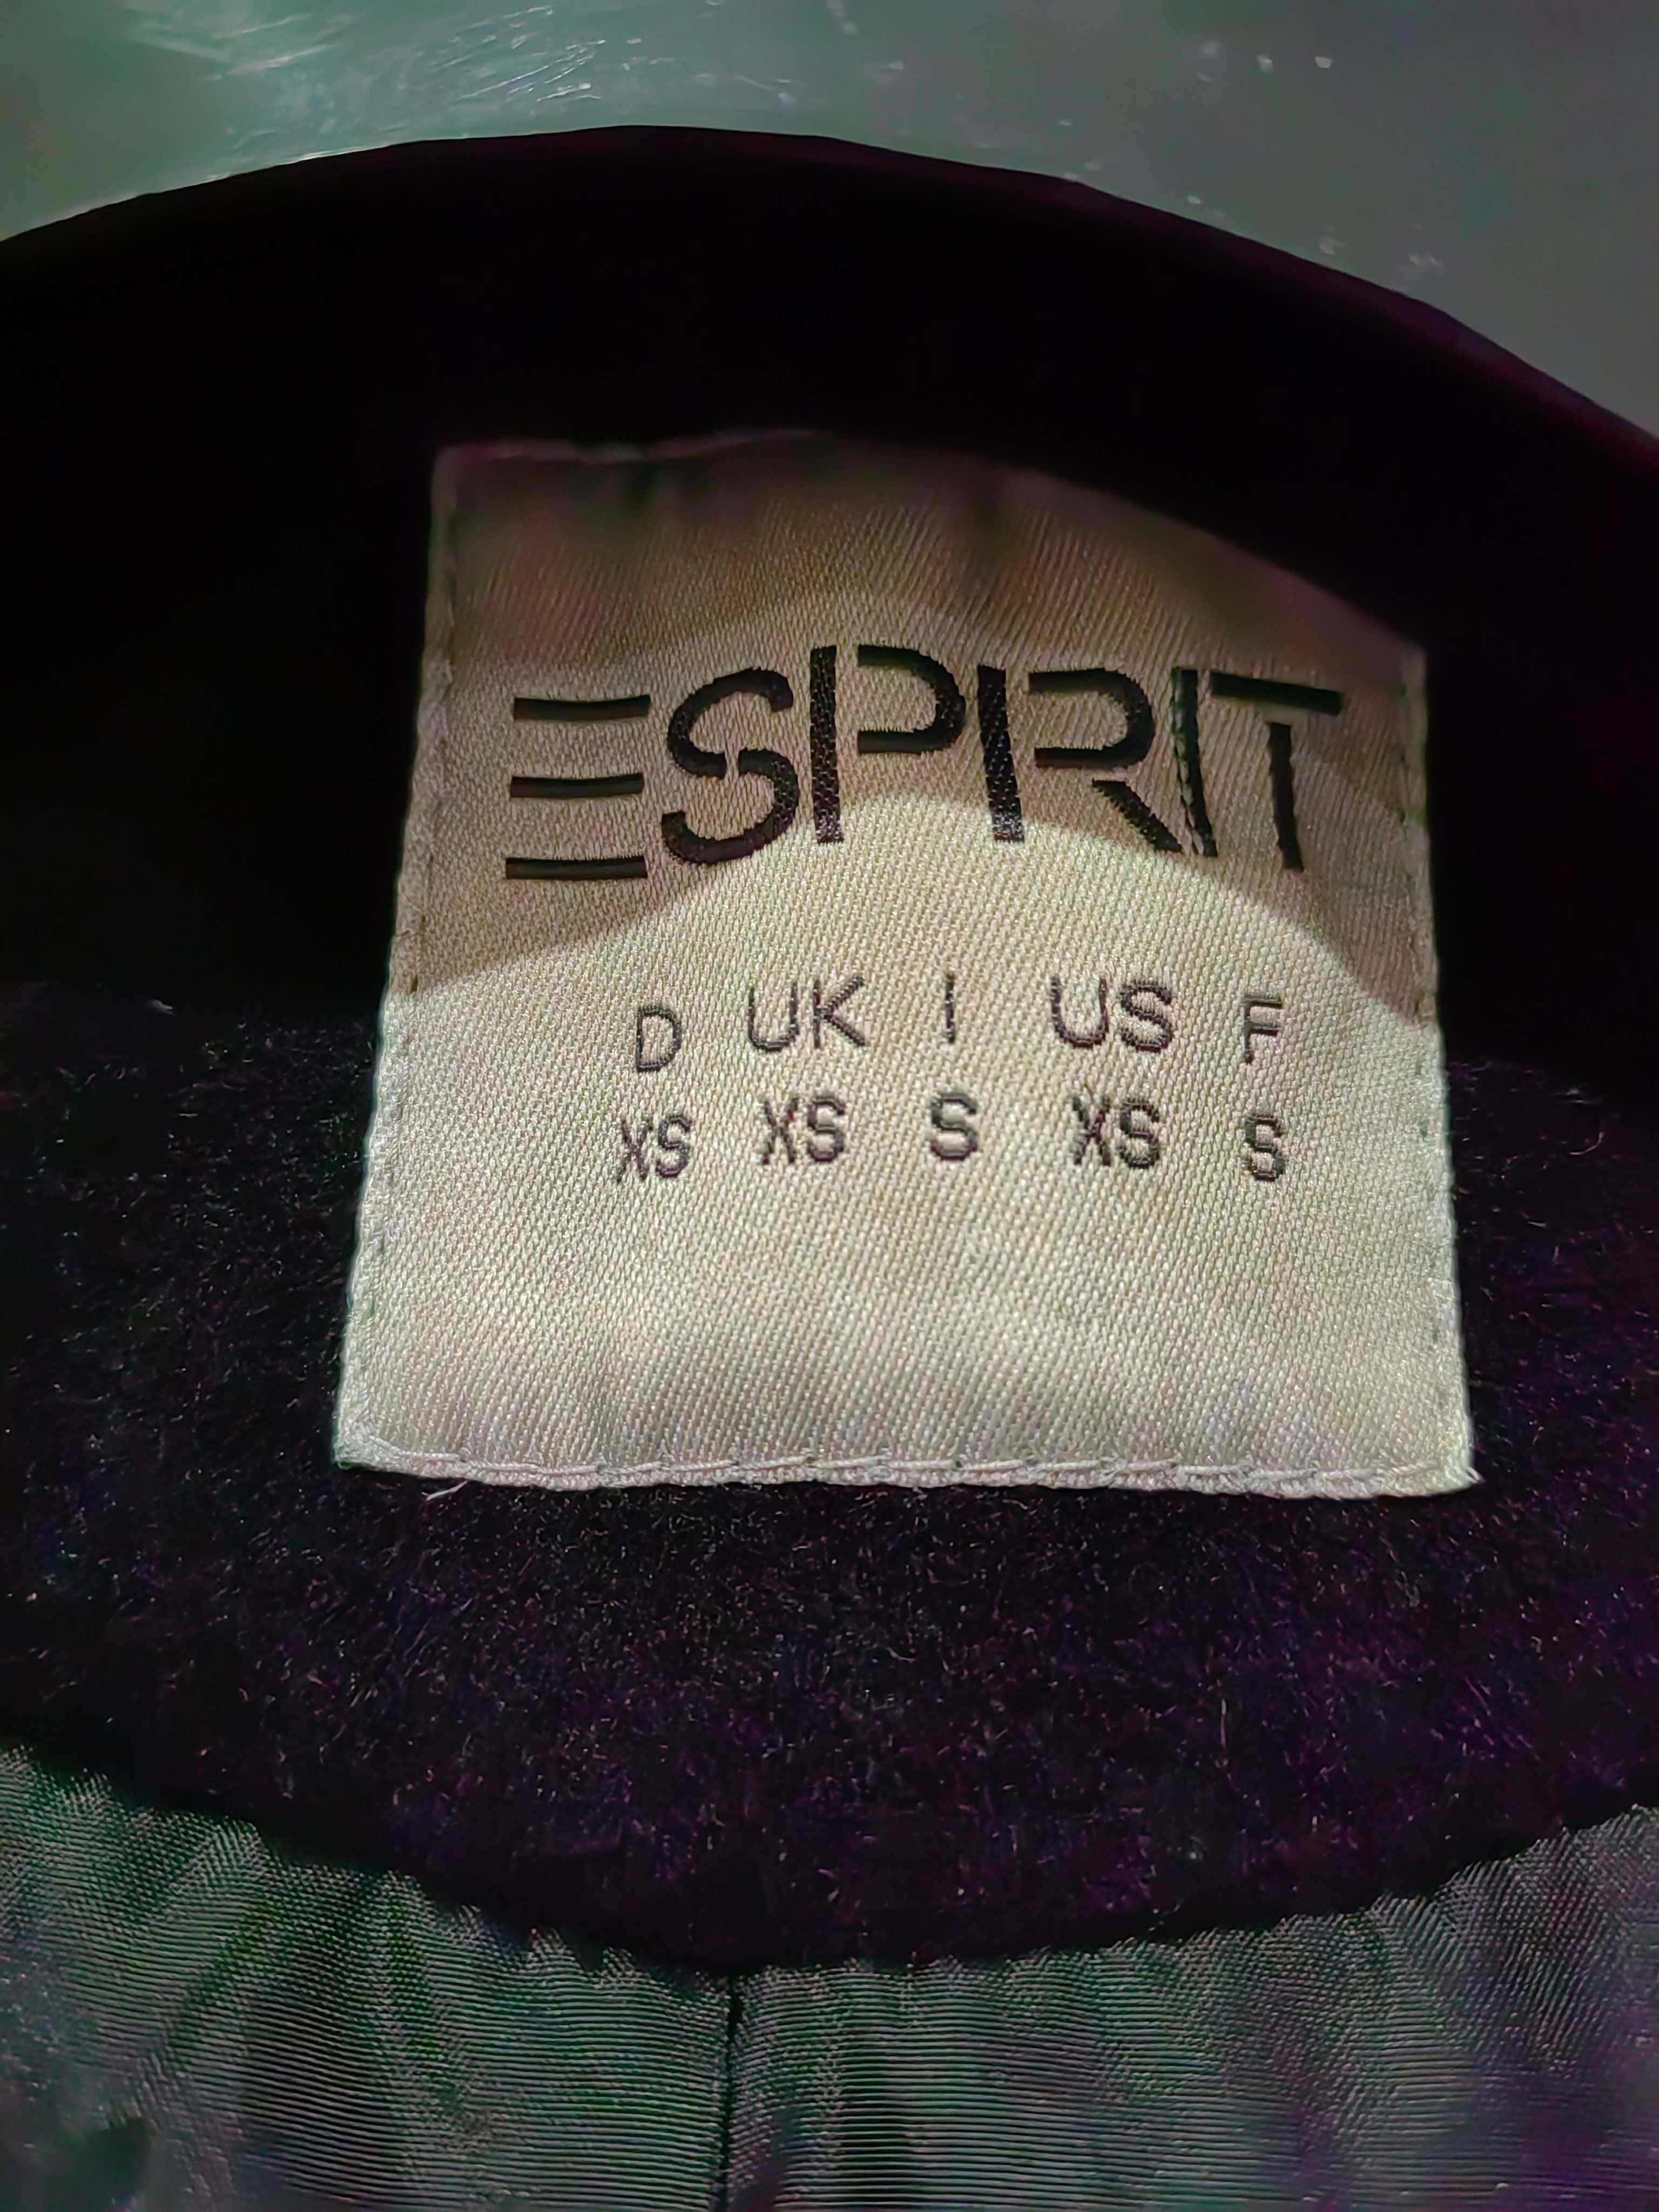 ESPRIT
D UK I US F
XS XS S XS S